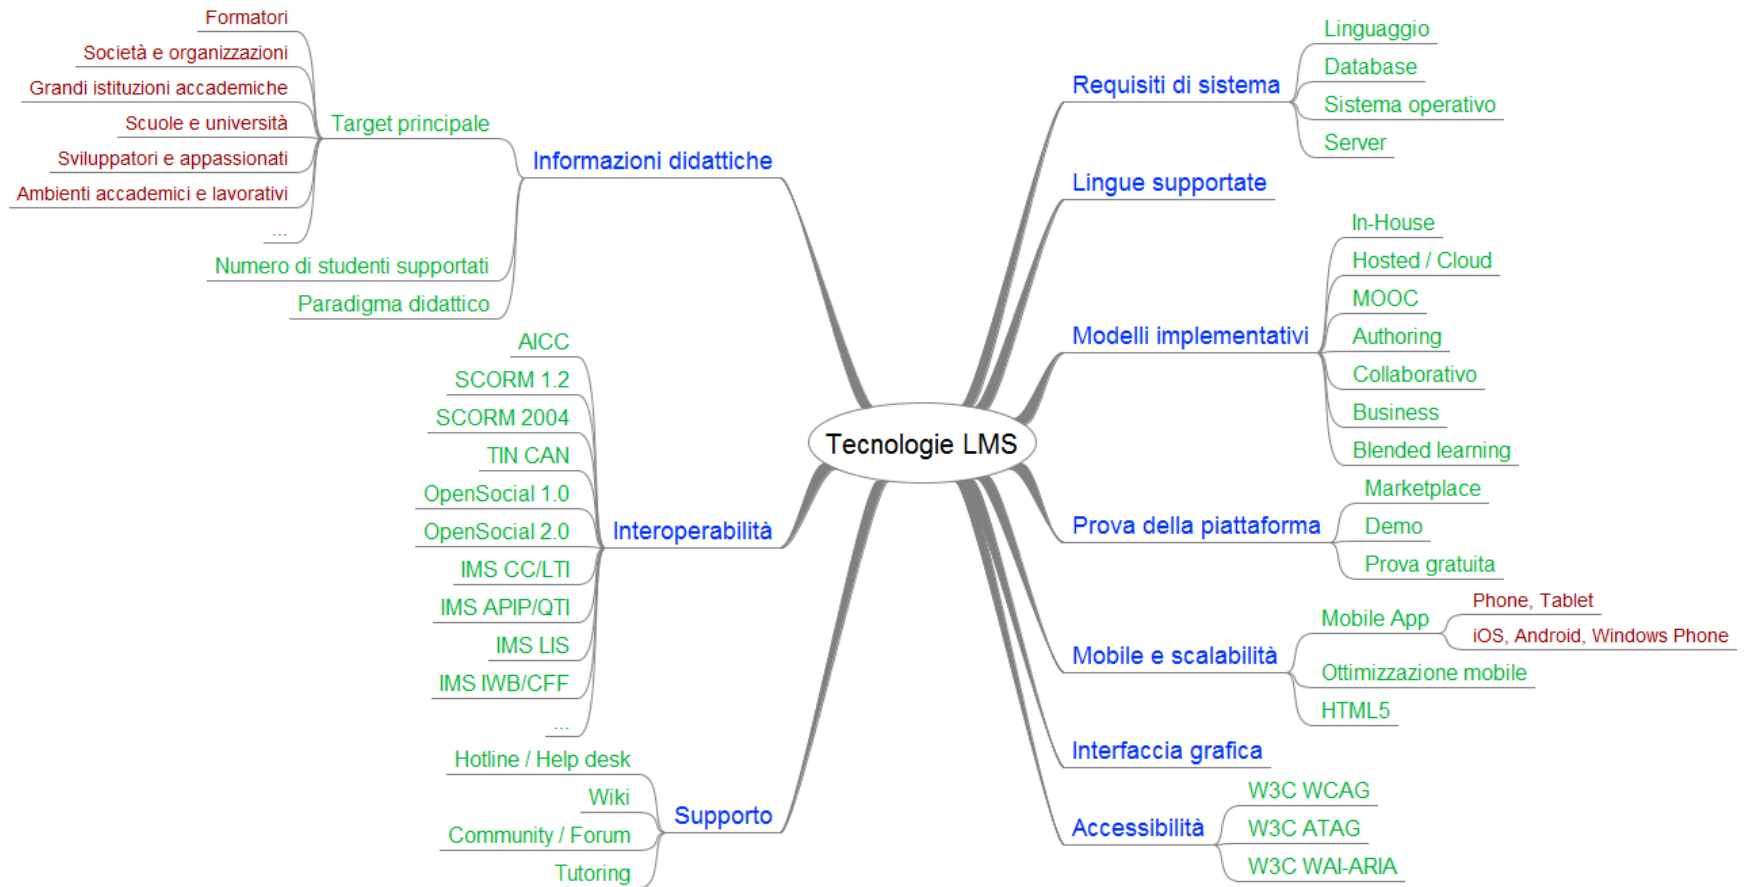 Tecnologie LMS
Informazioni didattiche
Target principale
Formatori
Società e organizzazioni
Grandi istituzioni accademiche
Scuole e università
Sviluppatori e appassionati
Ambienti accademici e lavorativi
...
Numero di studenti supportati
Paradigma didattico
Interoperabilità
AICC
SCORM 1.2
SCORM 2004
TIN CAN
OpenSocial 1.0
OpenSocial 2.0
IMS CC/LTI
IMS APIP/QTI
IMS LIS
IMS IWB/CFF
...
Supporto
Hotline / Help desk
Wiki
Community / Forum
Tutoring
Requisiti di sistema
Linguaggio
Database
Sistema operativo
Server
Lingue supportate
Modelli implementativi
In-House
Hosted / Cloud
MOOC
Authoring
Collaborativo
Business
Blended learning
Prova della piattaforma
Marketplace
Demo
Prova gratuita
Mobile e scalabilità
Mobile App
Phone, Tablet
iOS, Android, Windows Phone
Ottimizzazione mobile
HTML5
Interfaccia grafica
Accessibilità
W3C WCAG
W3C ATAG
W3C WAI-ARIA